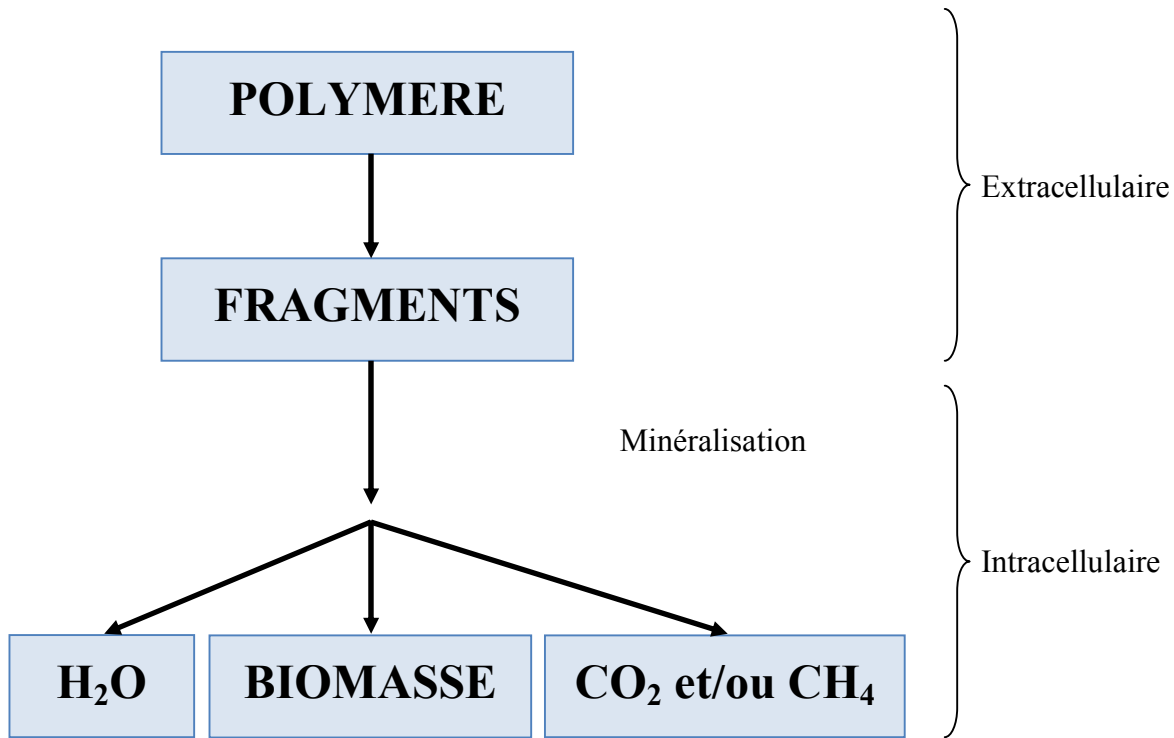 POLYMERE
Extracellulaire
FRAGMENTS
Minéralisation
Intracellulaire
H₂O
BIOMASSE
CO₂ et/ou CH₄